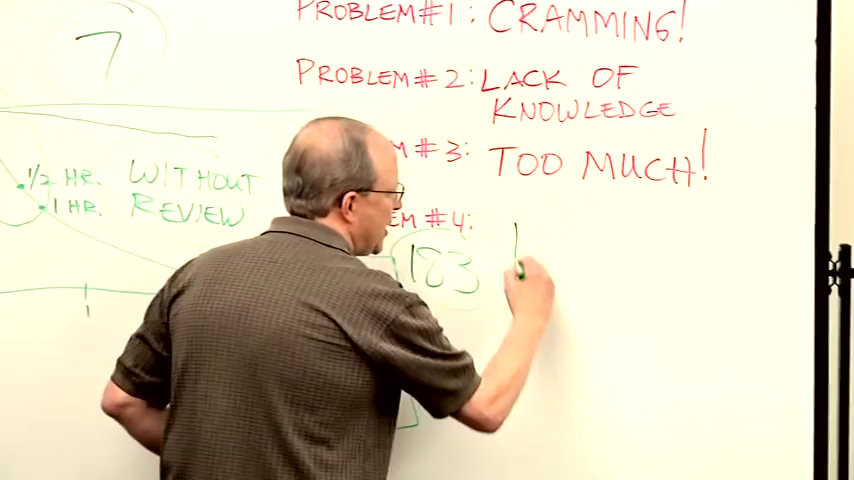 7
PROBLEM #1: CRAMMING!
PROBLEM #2: LACK OF
KNOWLEDGE
M #3: TOO MUCH!
EM #4:
1/2 HR. WITHOUT
1 HR. REVIEW
183
1